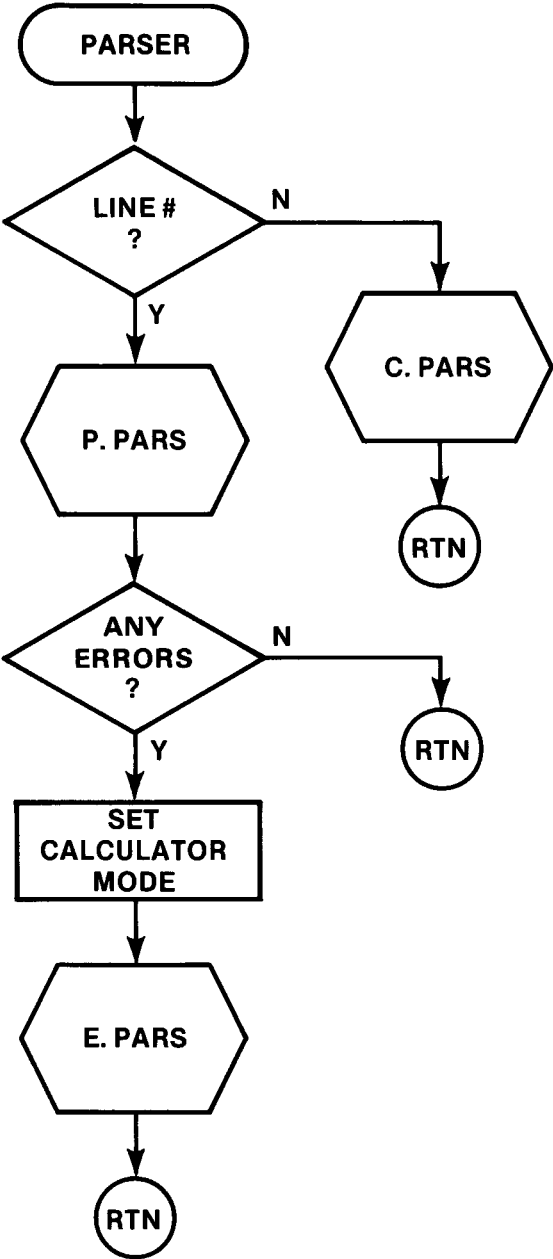 PARSER
LINE #
?
N
Y
C. PARS
P. PARS
RTN
ANY
ERRORS
?
N
Y
RTN
SET
CALCULATOR
MODE
E. PARS
RTN